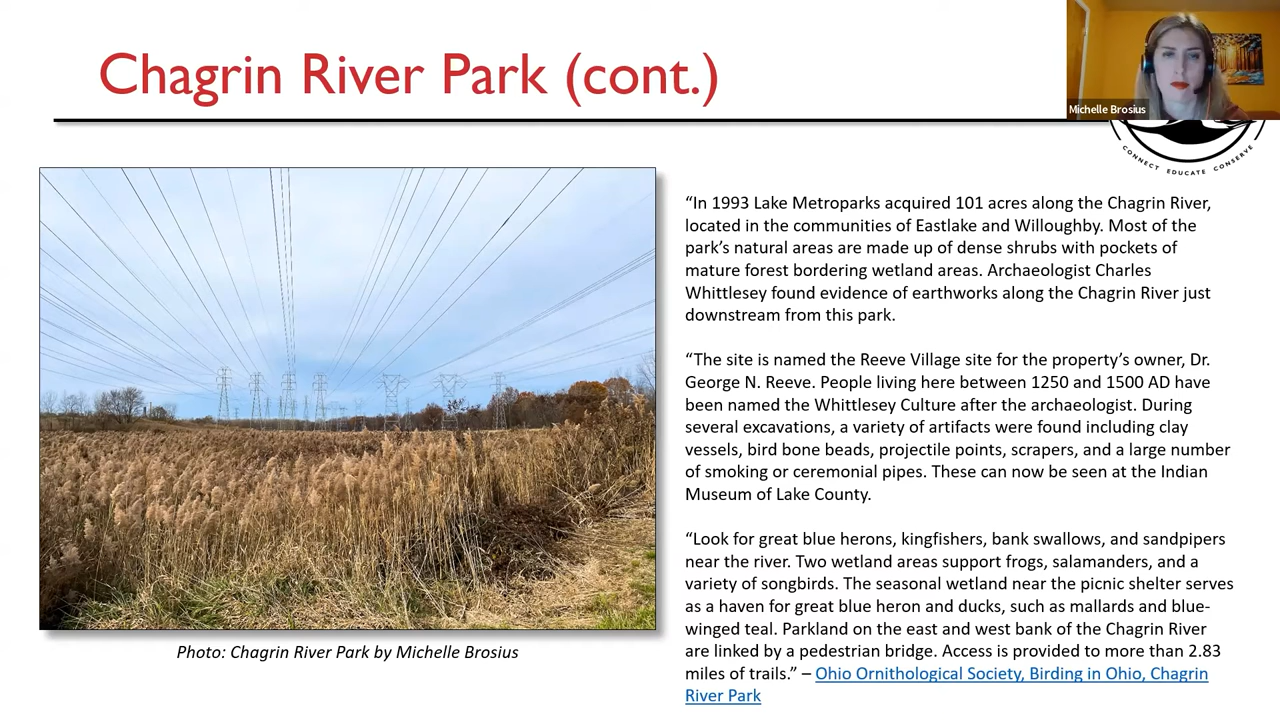 Chagrin River Park (cont.)
Michelle Brosius
CONNECT EDUCATE CONSERVE
“In 1993 Lake Metroparks acquired 101 acres along the Chagrin River,
located in the communities of Eastlake and Willoughby. Most of the
park’s natural areas are made up of dense shrubs with pockets of
mature forest bordering wetland areas. Archaeologist Charles
Whittlesey found evidence of earthworks along the Chagrin River just
downstream from this park.
“The site is named the Reeve Village site for the property’s owner, Dr.
George N. Reeve. People living here between 1250 and 1500 AD have
been named the Whittlesey Culture after the archaeologist. During
several excavations, a variety of artifacts were found including clay
vessels, bird bone beads, projectile points, scrapers, and a large number
of smoking or ceremonial pipes. These can now be seen at the Indian
Museum of Lake County.
“Look for great blue herons, kingfishers, bank swallows, and sandpipers
near the river. Two wetland areas support frogs, salamanders, and a
variety of songbirds. The seasonal wetland near the picnic shelter serves
as a haven for great blue heron and ducks, such as mallards and blue-
winged teal. Parkland on the east and west bank of the Chagrin River
are linked by a pedestrian bridge. Access is provided to more than 2.83
miles of trails.” – Ohio Ornithological Society, Birding in Ohio, Chagrin
River Park
Photo: Chagrin River Park by Michelle Brosius